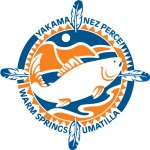 YAKAMA
NEZ PERCE
WARM SPRINGS
UMATILLA